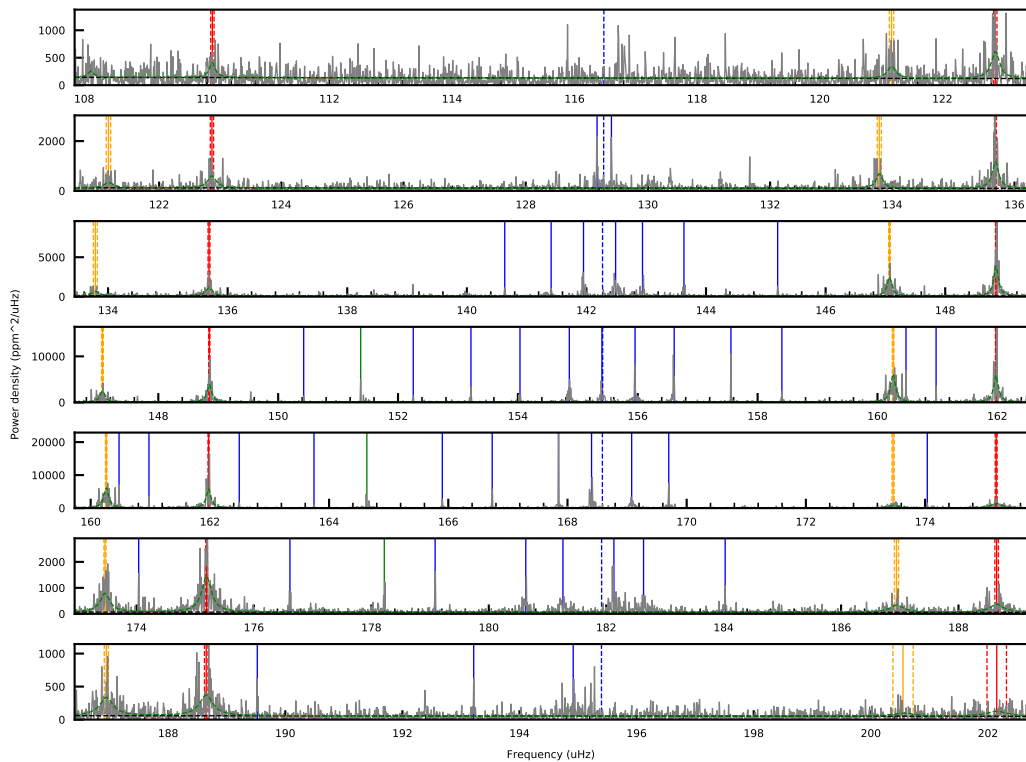 1000
500
0
108 110 112 114 116 118 120 122
2000
0
122 124 126 128 130 132 134 136
5000
0
134 136 138 140 142 144 146 148
Power density (ppm^2/uHz)
10000
0
148 150 152 154 156 158 160 162
20000
10000
0
160 162 164 166 168 170 172 174
2000
1000
0
174 176 178 180 182 184 186 188
1000
500
0
188 190 192 194 196 198 200 202
Frequency (uHz)